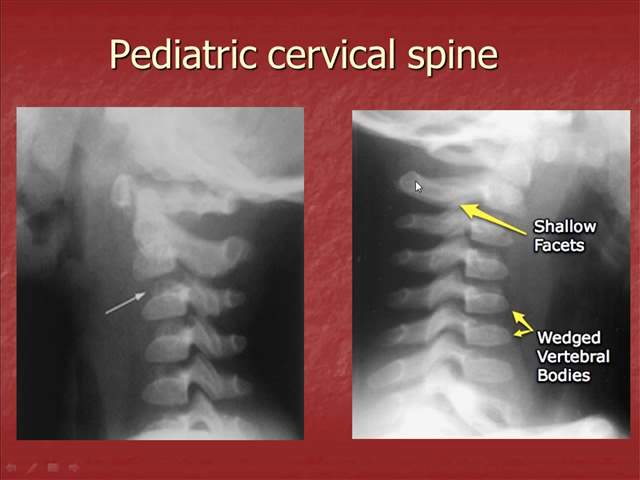 Pediatric cervical spine
Shallow
Facets
Wedged
Vertebral
Bodies